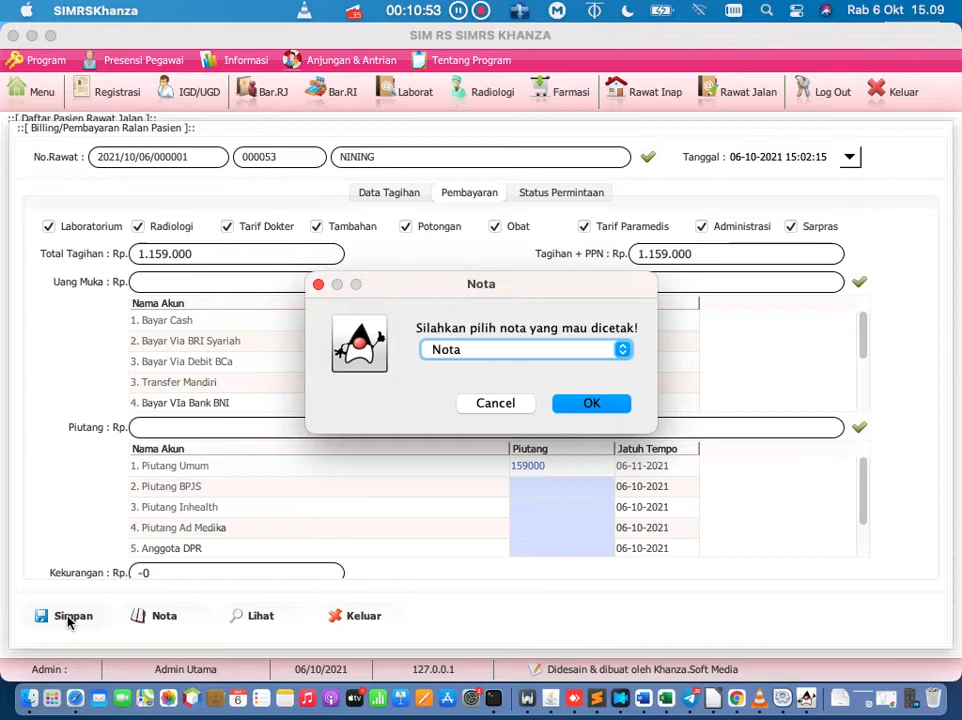 SIMRSKhanza
35
00:10:53
Rab 6 Okt 15.09
SIM RS SIMRS KHANZA
Program
Presensi Pegawai
Informasi
Anjungan & Antrian
Tentang Program
Menu
Registrasi
IGD/UGD
Bar.RJ
Bar.RI
Laborat
Radiologi
Farmasi
Rawat Inap
Rawat Jalan
Log Out
Keluar
::[ Daftar Pasien Rawat Jalan ]::
::[ Billing/Pembayaran Ralan Pasien ]::
No.Rawat : 2021/10/06/000001 000053 NINING Tanggal : 06-10-2021 15:02:15
Data Tagihan Pembayaran Status Permintaan
Laboratorium Radiologi Tarif Dokter Tambahan Potongan Obat Tarif Paramedis Administrasi Sarpras
Total Tagihan : Rp. 1.159.000 Tagihan + PPN : Rp. 1.159.000
Uang Muka : Rp.
Nama Akun
1. Bayar Cash
2. Bayar Via BRI Syariah
3. Bayar Via Debit BCa
3. Transfer Mandiri
4. Bayar VIa Bank BNI
Nota
Silahkan pilih nota yang mau dicetak!
Nota
Cancel OK
Piutang : Rp.
Nama Akun Piutang Jatuh Tempo
1. Piutang Umum 159000 06-11-2021
2. Piutang BPJS 06-10-2021
3. Piutang Inhealth 06-10-2021
4. Piutang Ad Medika 06-10-2021
5. Anggota DPR 06-10-2021
Kekurangan : Rp. -0
Simpan Nota Lihat Keluar
Admin : Admin Utama 06/10/2021 127.0.0.1 Didesain & dibuat oleh Khanza.Soft Media